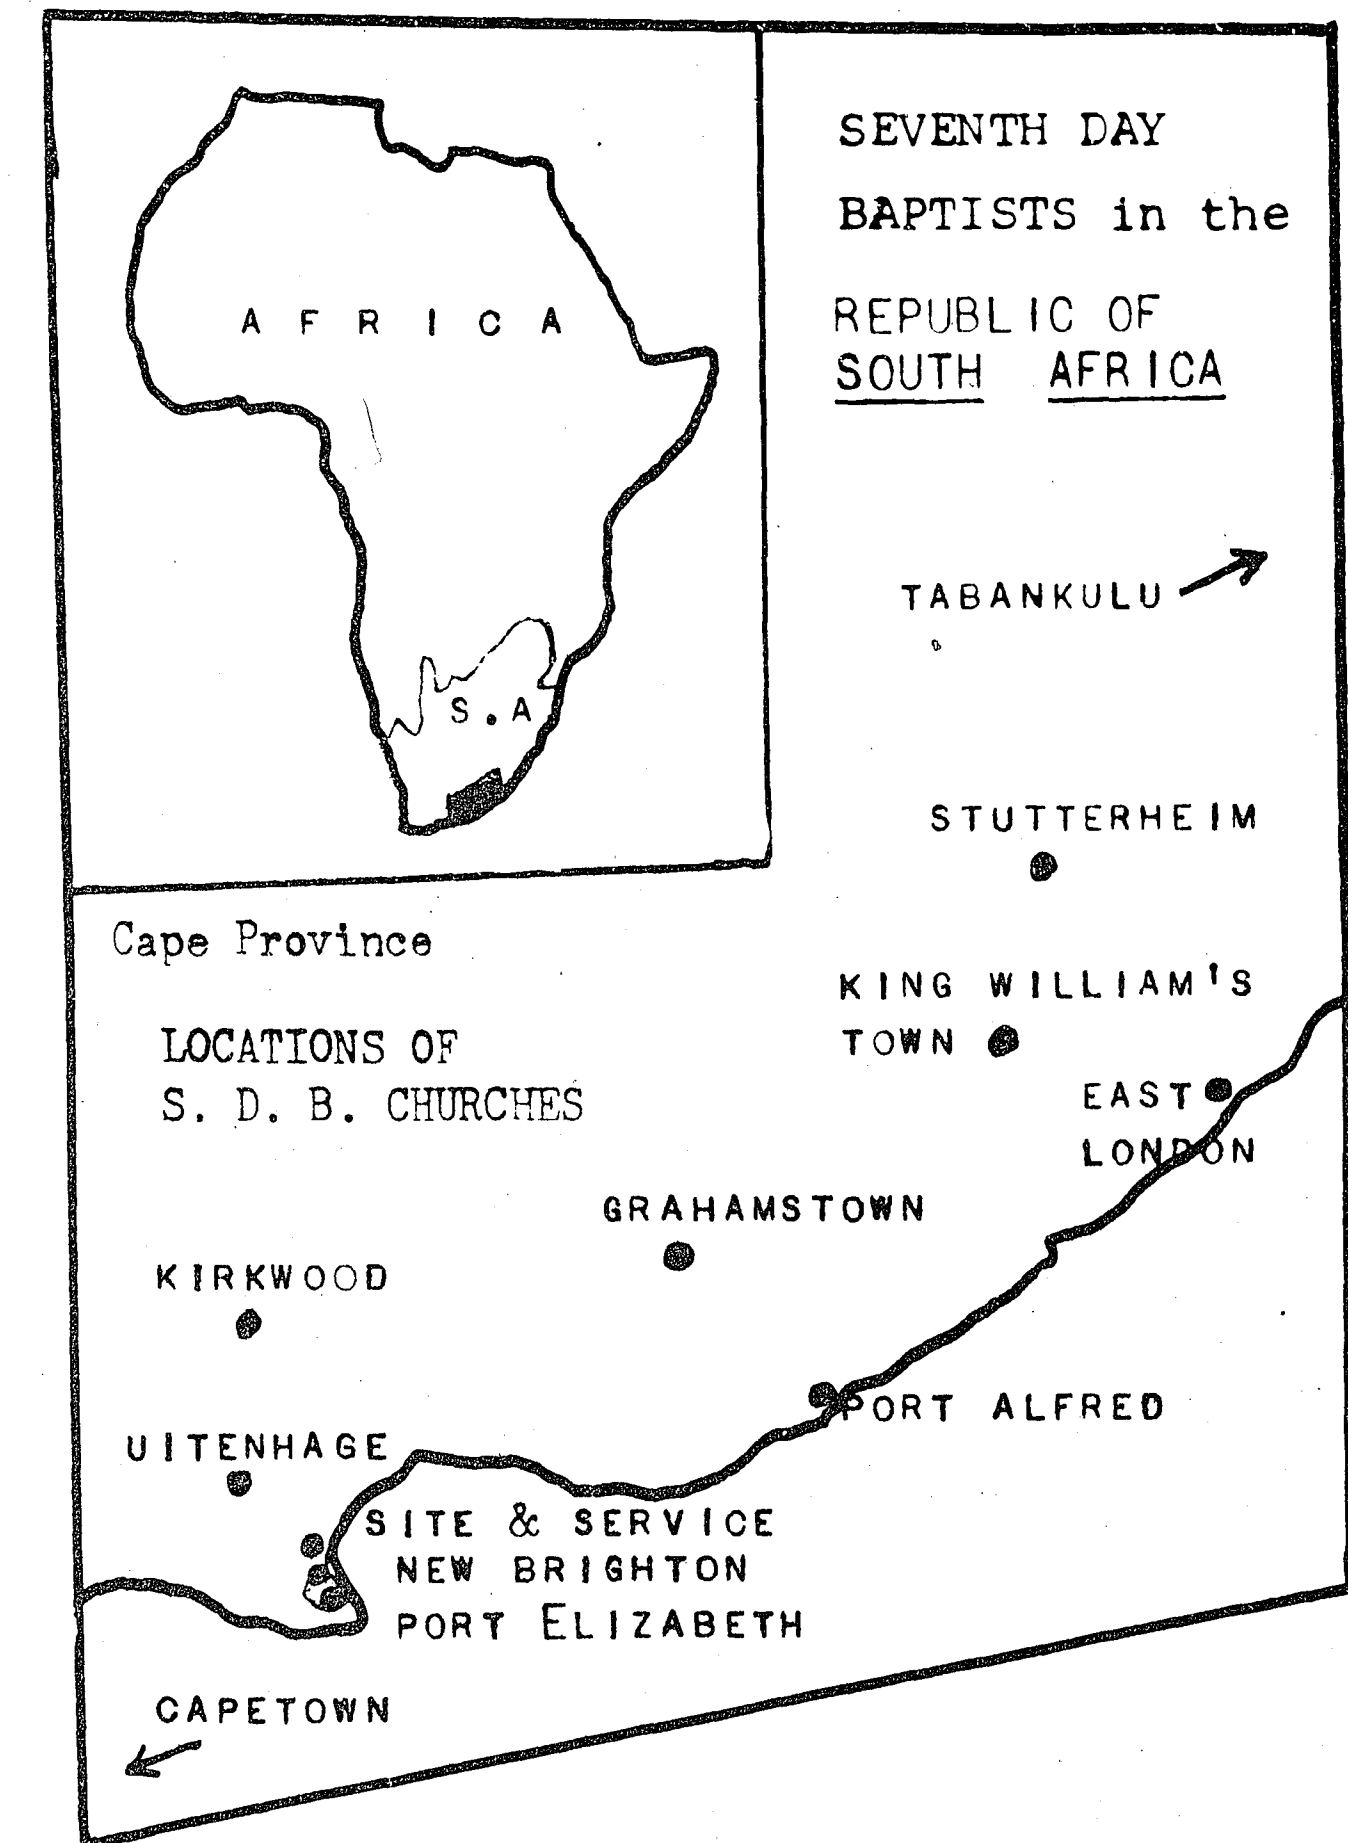 SEVENTH DAY
BAPTISTS in the
REPUBLIC OF
SOUTH AFRICA
AFRICA
S.A
TABANKULU
STUTTERHEIM
Cape Province
LOCATIONS OF
S. D. B. CHURCHES
KING WILLIAM'S
TOWN
EAST
LONDON
GRAHAMSTOWN
KIRKWOOD
PORT ALFRED
UITENHAGE
SITE & SERVICE
NEW BRIGHTON
PORT ELIZABETH
CAPETOWN